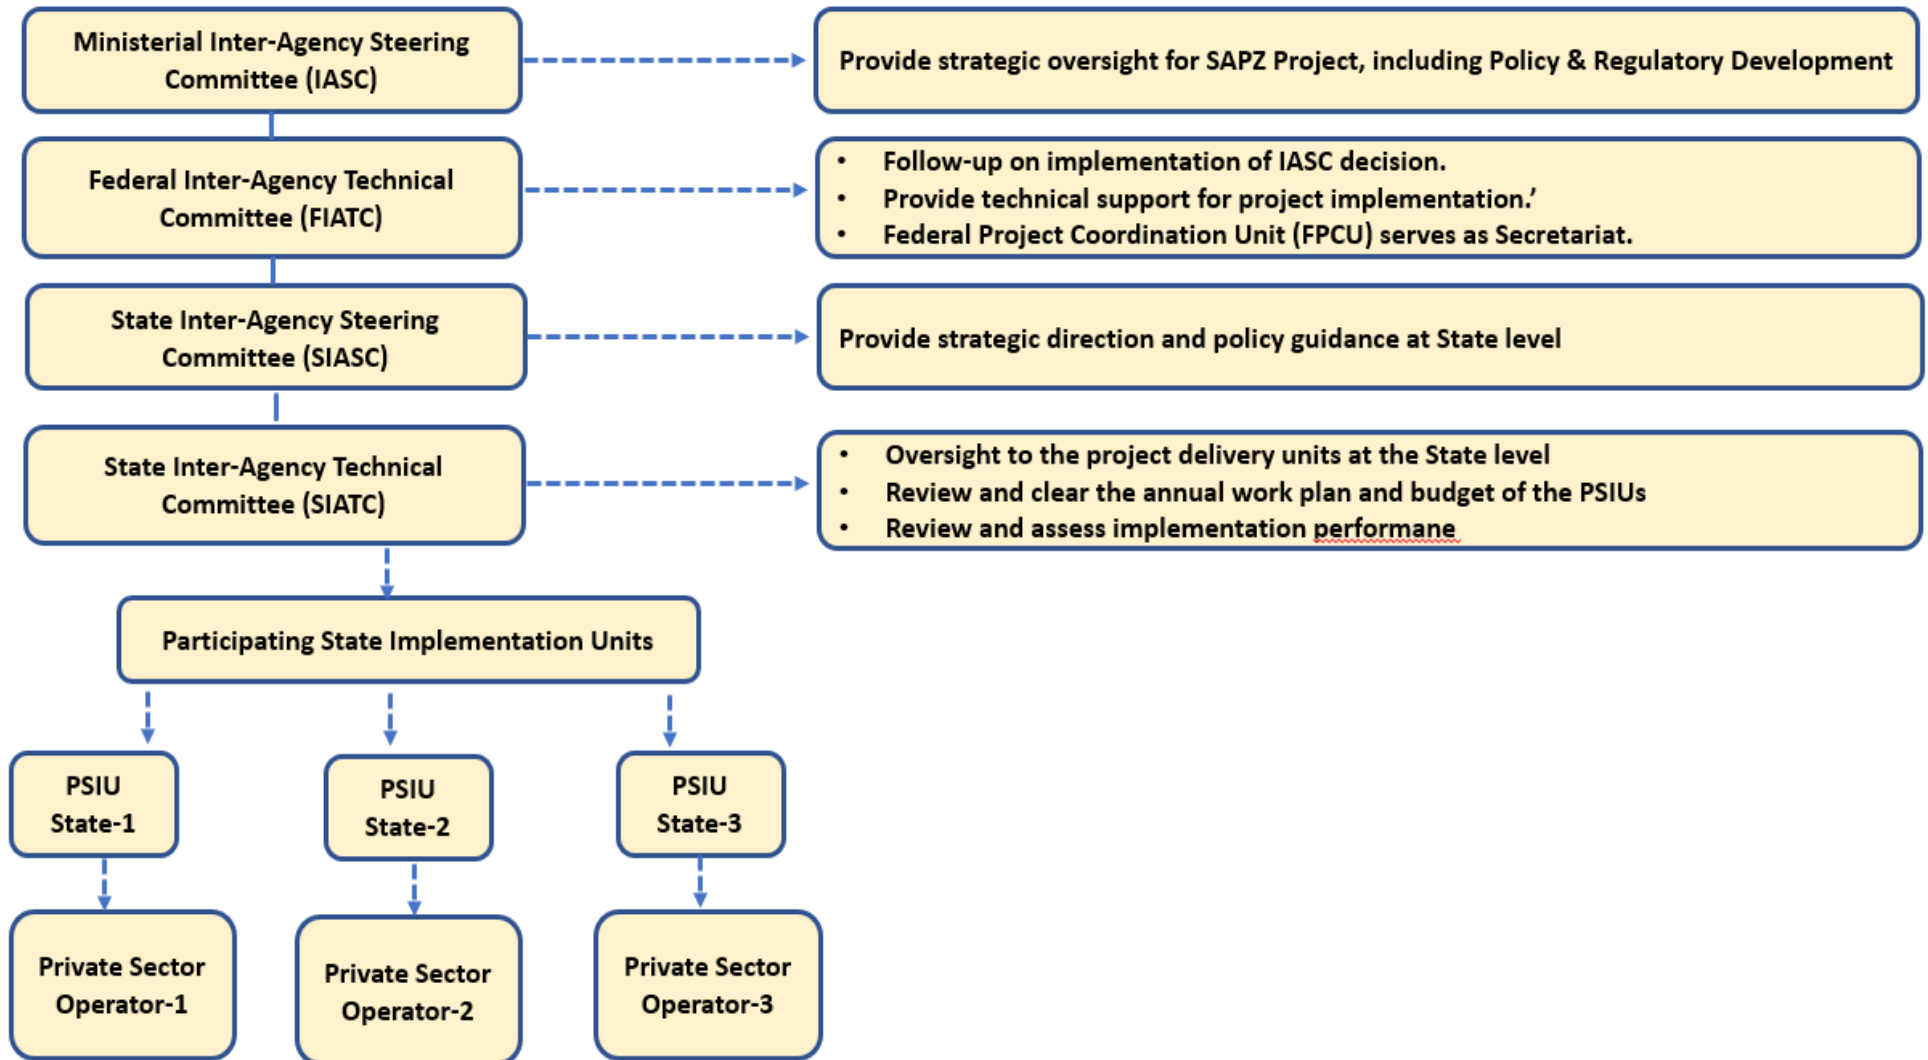 Ministerial Inter-Agency Steering
Committee (IASC)
Provide strategic oversight for SAPZ Project, including Policy & Regulatory Development
Federal Inter-Agency Technical
Committee (FIATC)
• Follow-up on implementation of IASC decision.
• Provide technical support for project implementation.’
• Federal Project Coordination Unit (FPCU) serves as Secretariat.
State Inter-Agency Steering
Committee (SIASC)
Provide strategic direction and policy guidance at State level
State Inter-Agency Technical
Committee (SIATC)
• Oversight to the project delivery units at the State level
• Review and clear the annual work plan and budget of the PSIUs
• Review and assess implementation performane
Participating State Implementation Units
PSIU
State-1
PSIU
State-2
PSIU
State-3
Private Sector
Operator-1
Private Sector
Operator-2
Private Sector
Operator-3